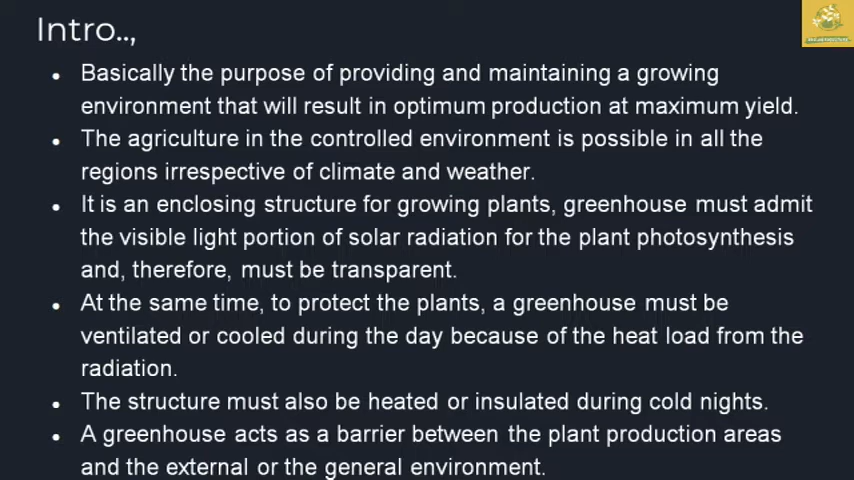 Intro..,
• Basically the purpose of providing and maintaining a growing
environment that will result in optimum production at maximum yield.
• The agriculture in the controlled environment is possible in all the
regions irrespective of climate and weather.
• It is an enclosing structure for growing plants, greenhouse must admit
the visible light portion of solar radiation for the plant photosynthesis
and, therefore, must be transparent.
• At the same time, to protect the plants, a greenhouse must be
ventilated or cooled during the day because of the heat load from the
radiation.
• The structure must also be heated or insulated during cold nights.
• A greenhouse acts as a barrier between the plant production areas
and the external or the general environment.